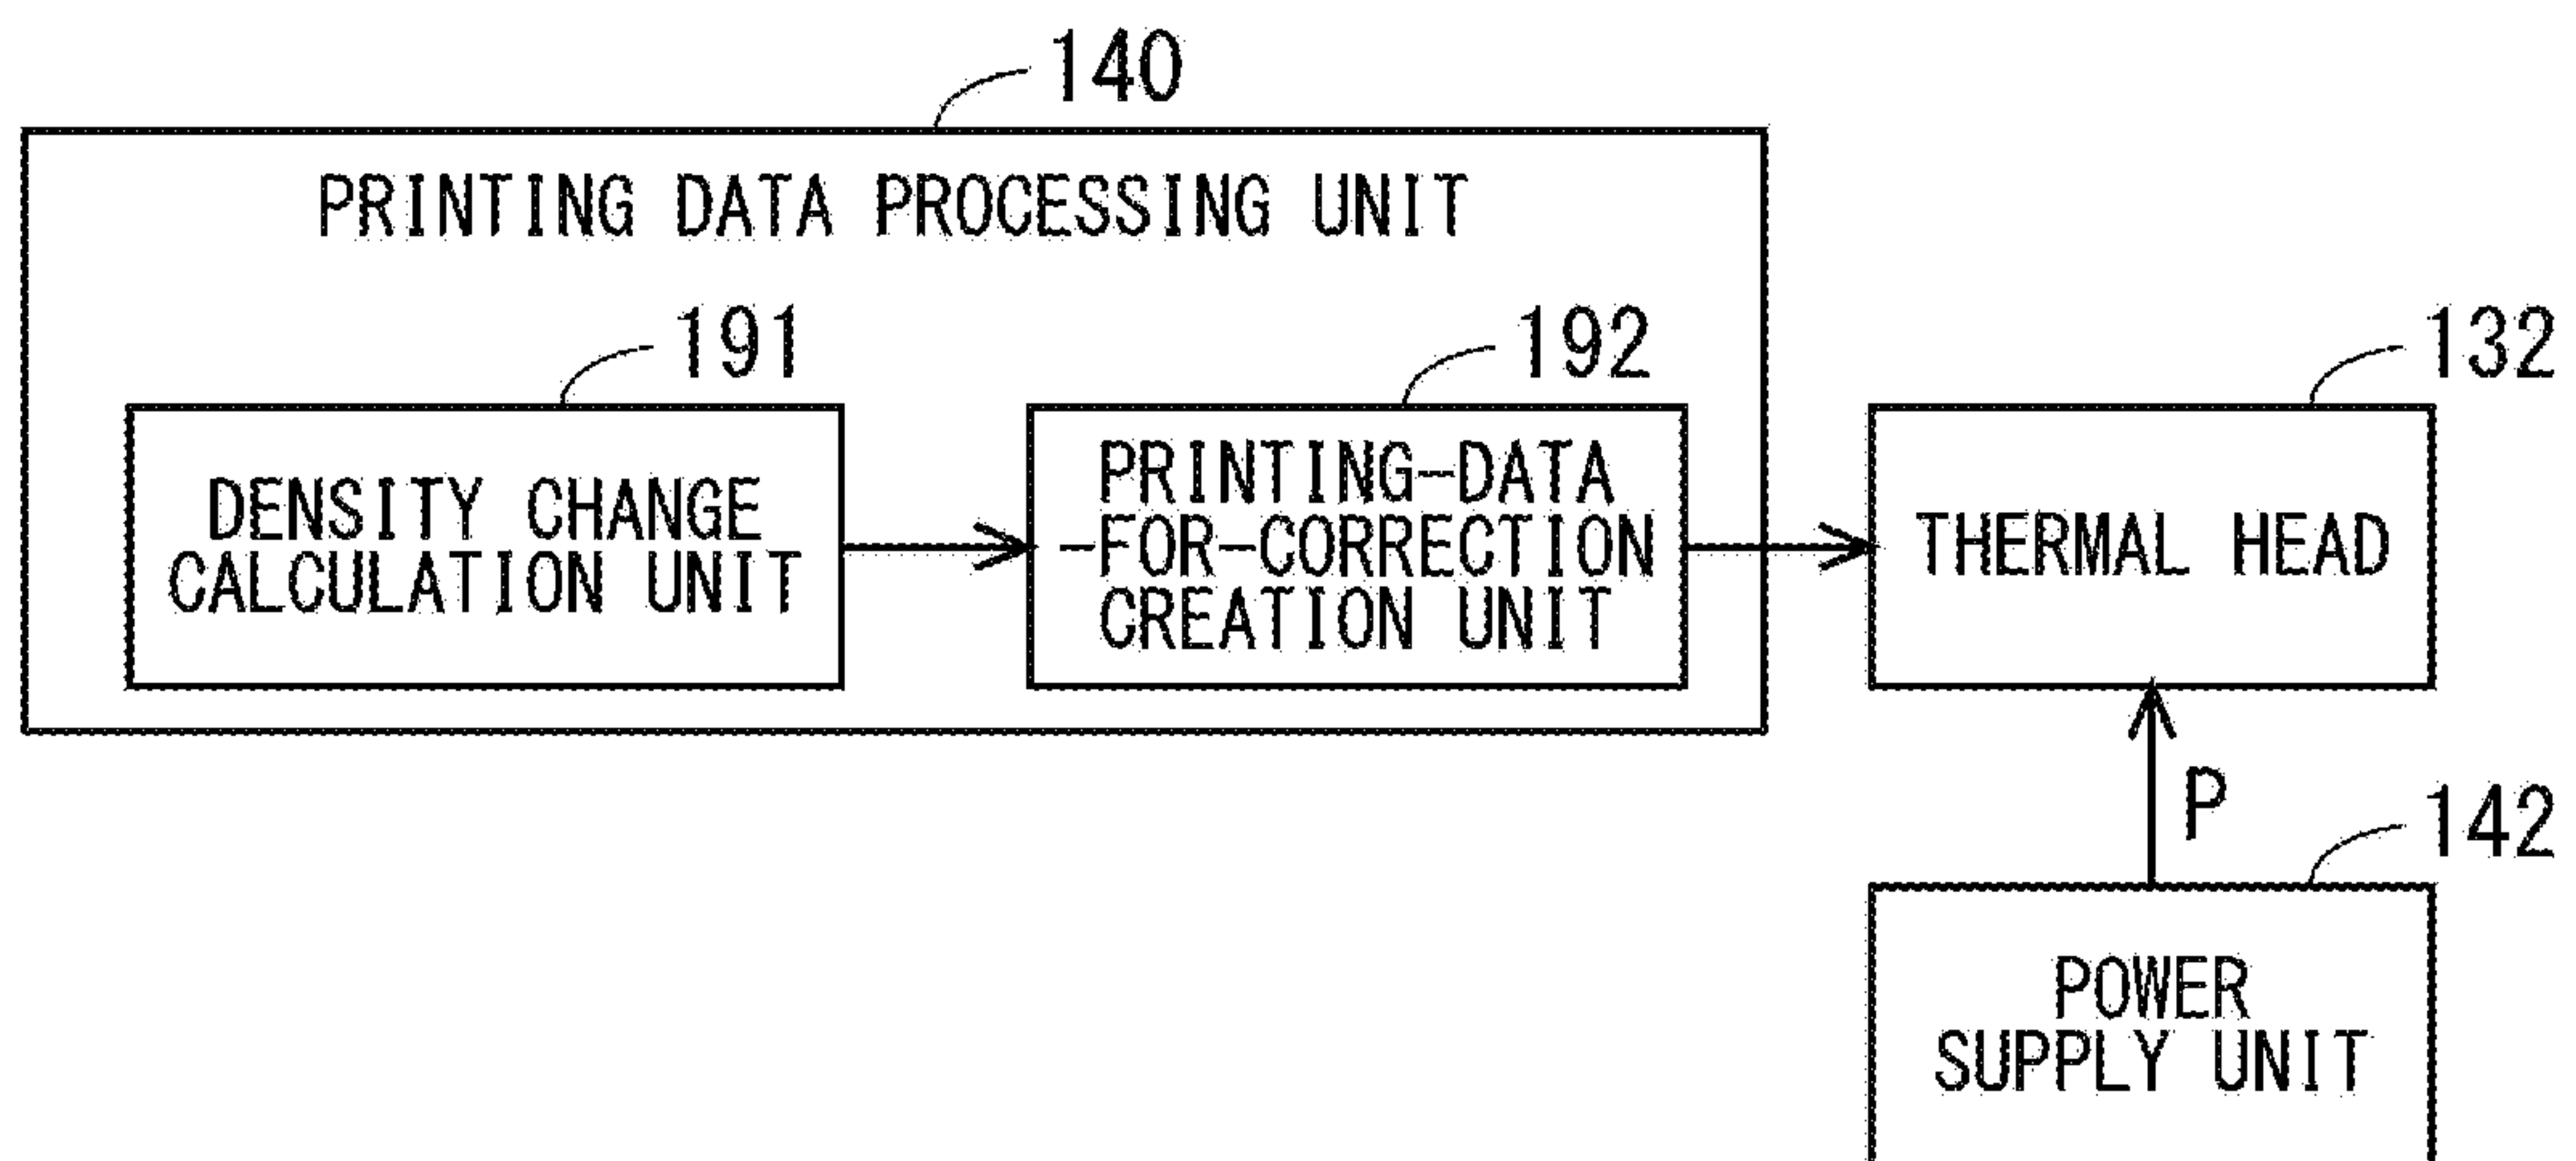 140
PRINTING DATA PROCESSING UNIT
191
192
132
DENSITY CHANGE
CALCULATION UNIT
PRINTING-DATA
-FOR-CORRECTION
CREATION UNIT
THERMAL HEAD
P
142
POWER
SUPPLY UNIT